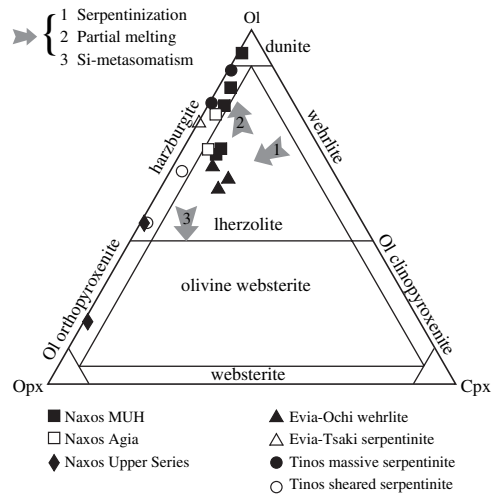 1 Serpentinization
2 Partial melting
3 Si-metasomatism
Ol
dunite
harzburgite
wehrlite
2
1
3
lherzolite
Ol orthopyroxenite
Ol clinopyroxenite
olivine websterite
websterite
Opx
Cpx
Naxos MUH
Naxos Agia
Naxos Upper Series
Evia-Ochi wehrlite
Evia-Tsaki serpentinite
Tinos massive serpentinite
Tinos sheared serpentinite